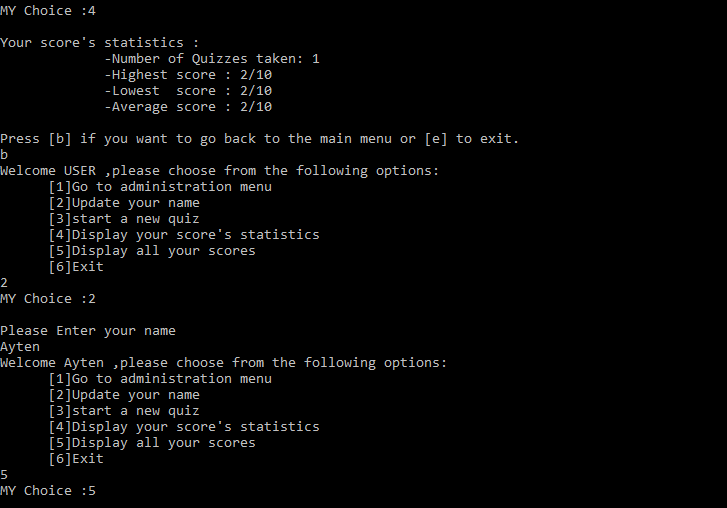 MY Choice :4
Your score's statistics :
-Number of Quizzes taken: 1
-Highest score : 2/10
-Lowest  score : 2/10
-Average score : 2/10
Press [b] if you want to go back to the main menu or [e] to exit.
b
Welcome USER ,please choose from the following options:
[1]Go to administration menu
[2]Update your name
[3]start a new quiz
[4]Display your score's statistics
[5]Display all your scores
[6]Exit
2
MY Choice :2
Please Enter your name
Ayten
Welcome Ayten ,please choose from the following options:
[1]Go to administration menu
[2]Update your name
[3]start a new quiz
[4]Display your score's statistics
[5]Display all your scores
[6]Exit
5
MY Choice :5